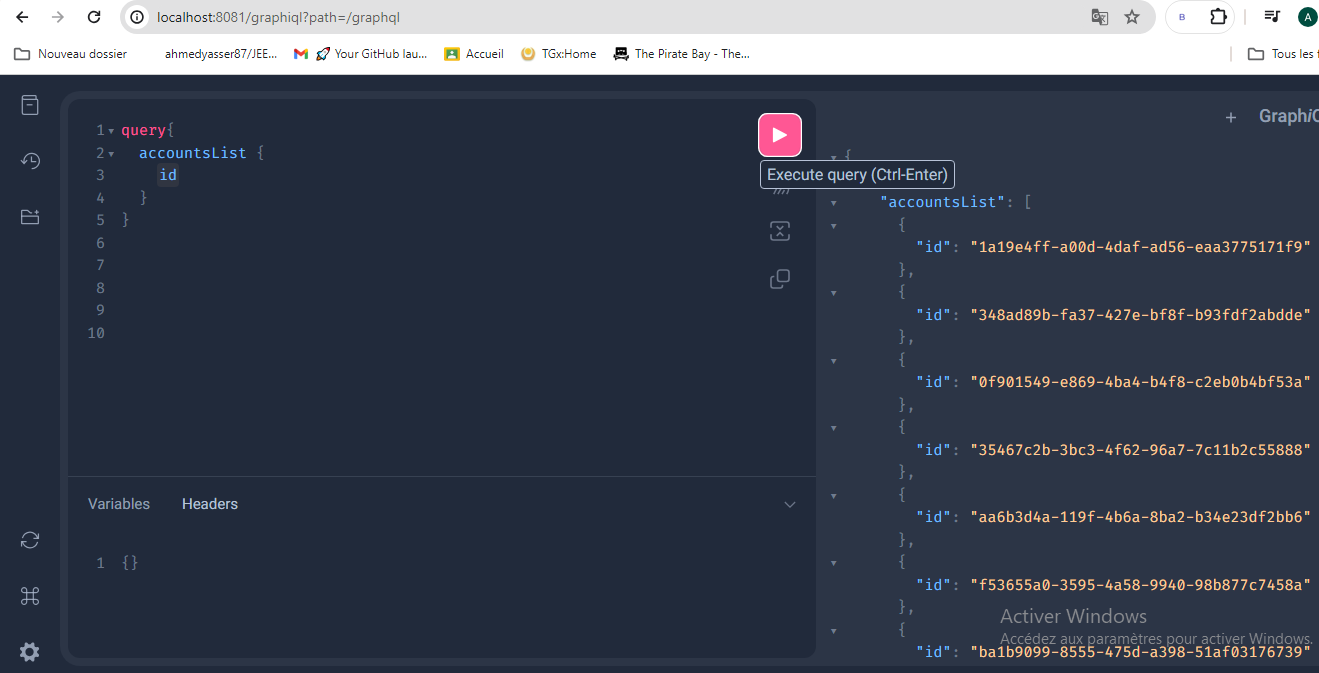 localhost:8081/graphiql?path=/graphql
B
A
Nouveau dossier
ahmedyasser87/JEE...
Your GitHub lau...
Accueil
TGx:Home
The Pirate Bay - The...
Tous les f
1 query{
2 accountsList {
3 id
4 }
5 }
6
7
8
9
10
Execute query (Ctrl-Enter)
+ GraphiQ
{
"accountsList": [
{
"id": "1a19e4ff-a00d-4daf-ad56-eaa3775171f9"
},
{
"id": "348ad89b-fa37-427e-bf8f-b93fdf2abdde"
},
{
"id": "0f901549-e869-4ba4-b4f8-c2eb0b4bf53a"
},
{
"id": "35467c2b-3bc3-4f62-96a7-7c11b2c55888"
},
{
"id": "aa6b3d4a-119f-4b6a-8ba2-b34e23df2bb6"
},
{
"id": "f53655a0-3595-4a58-9940-98b877c7458a"
},
{
"id": "ba1b9099-8555-475d-a398-51af03176739"
Variables
Headers
1 {}
Activer Windows
Accédez aux paramètres pour activer Windows.